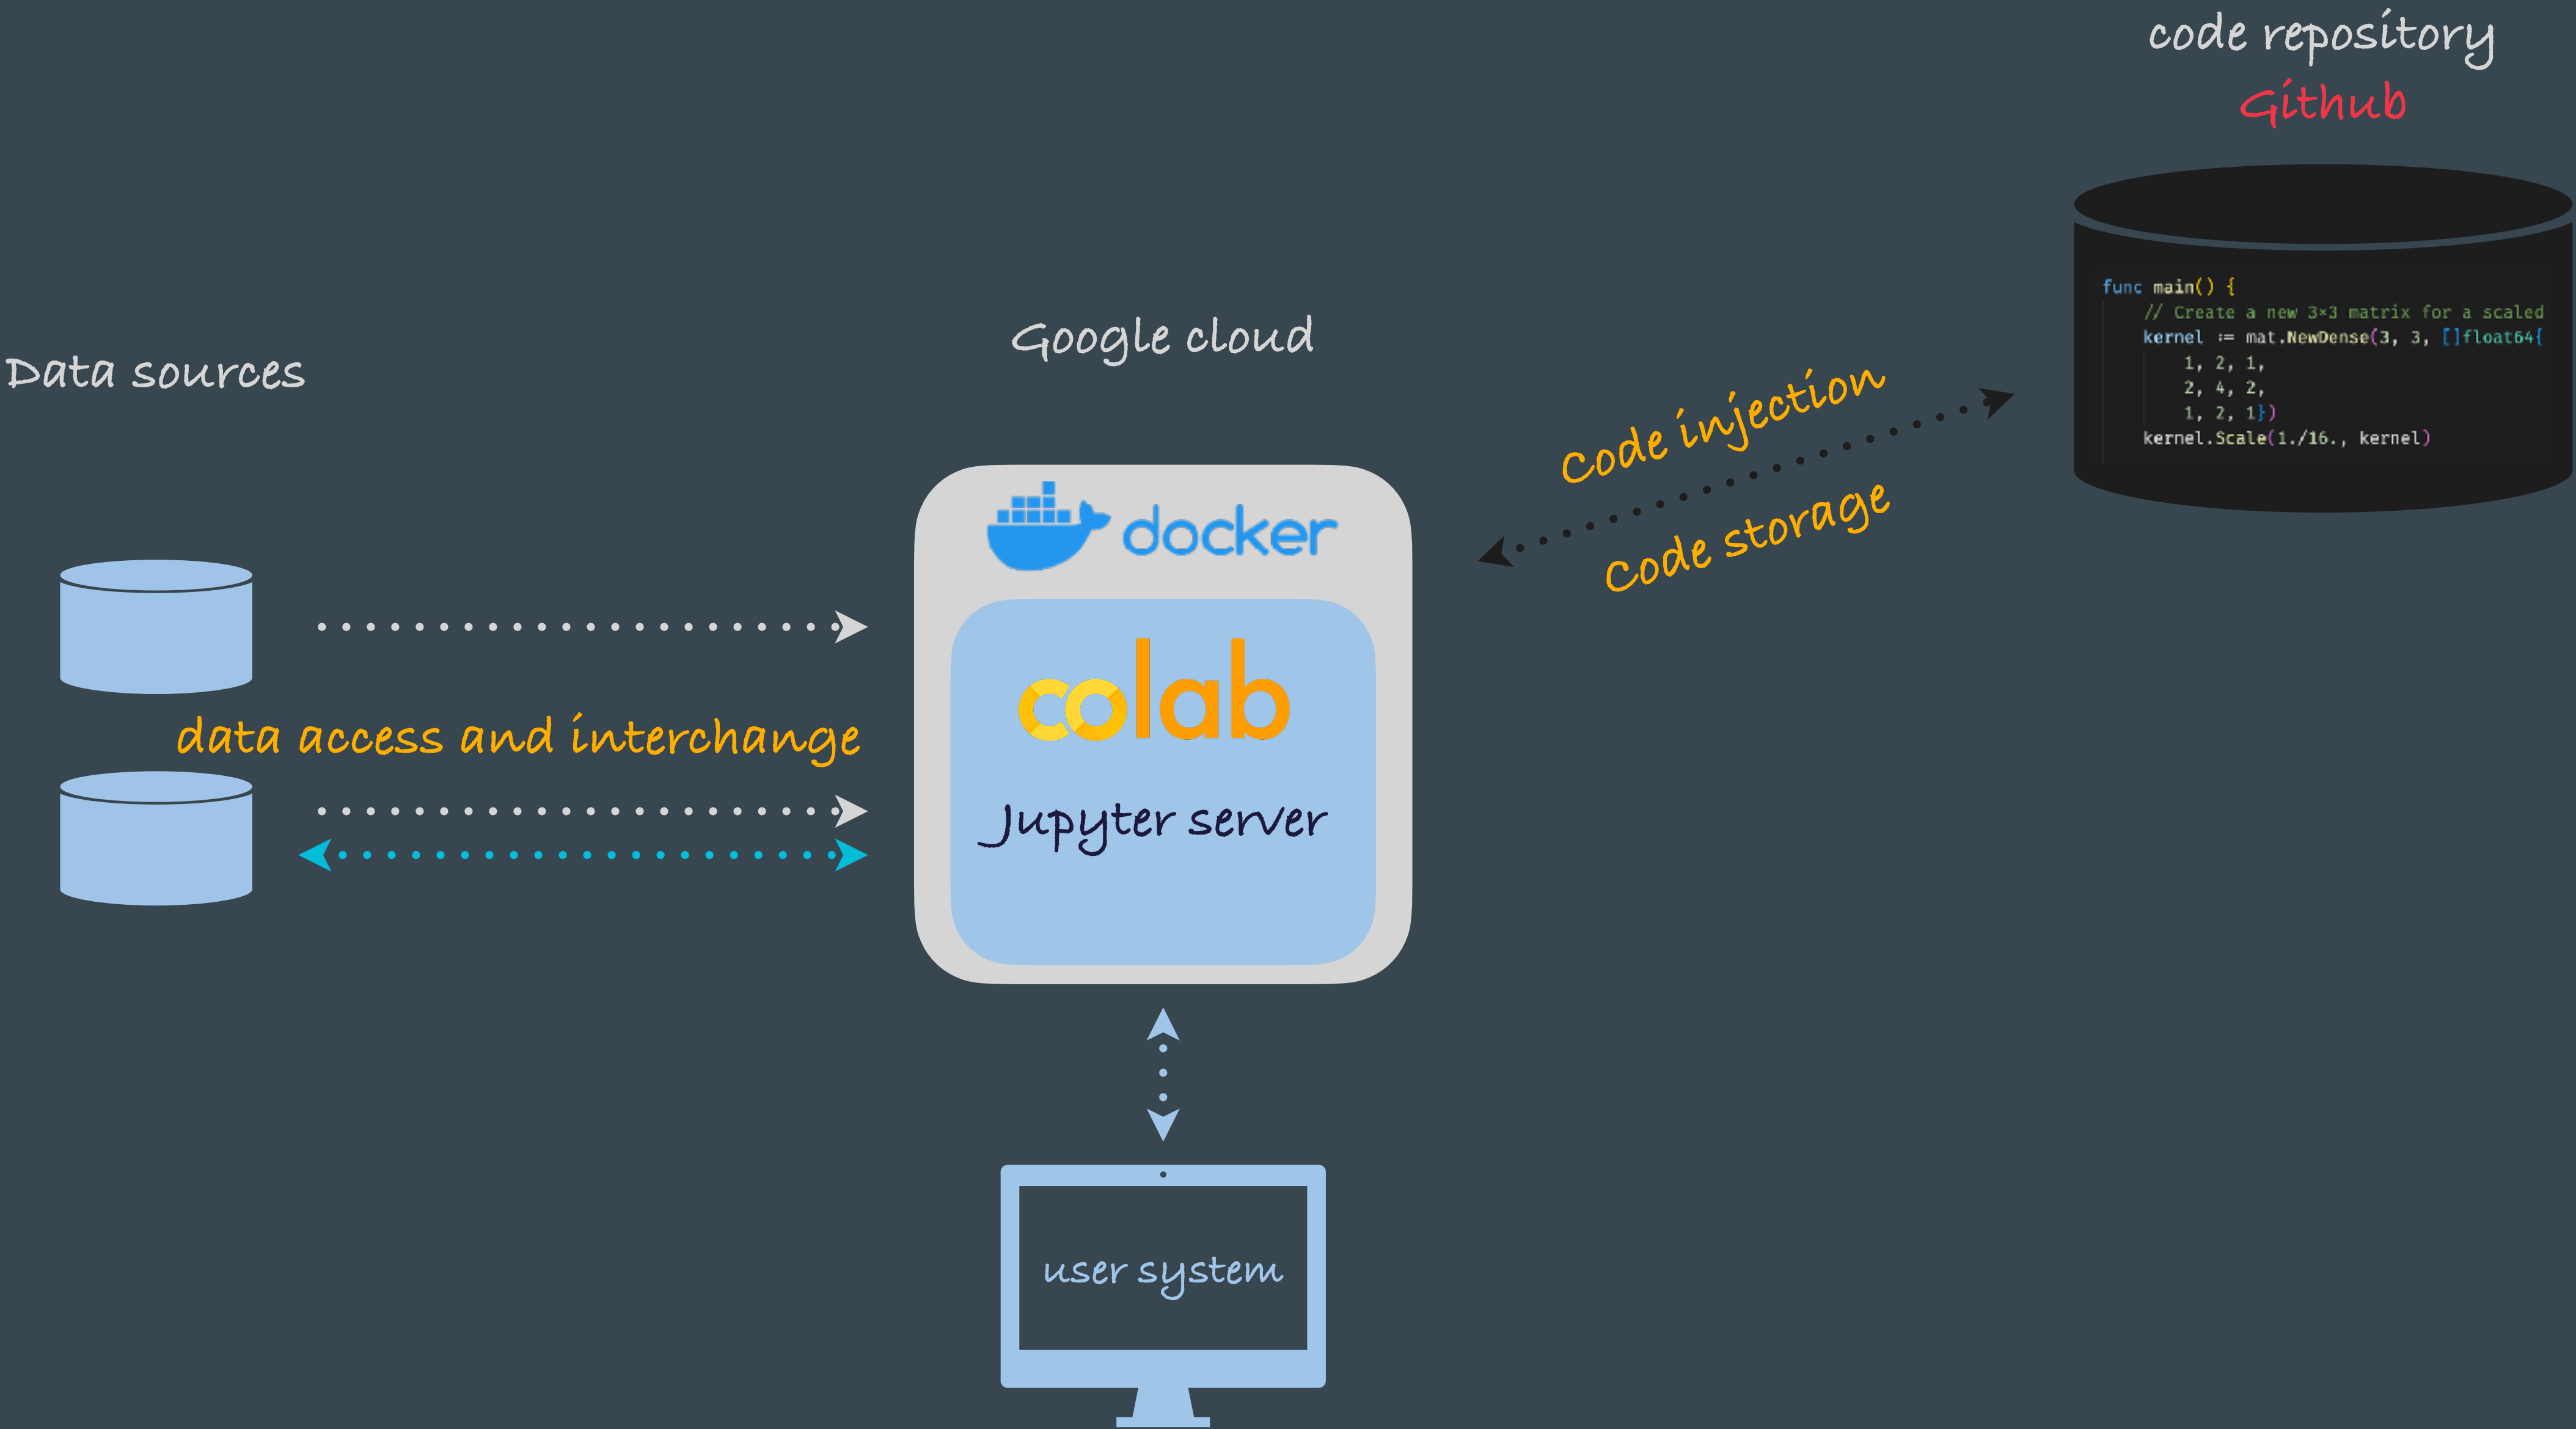 code repository
Github
func main() {
// Create a new 3×3 matrix for a scaled
kernel := mat.NewDense(3, 3, []float64{
1, 2, 1,
2, 4, 2,
1, 2, 1})
kernel.Scale(1./16., kernel)
Google cloud
Data sources
Code injection
Code storage
docker
colab
Jupyter server
data access and interchange
user system